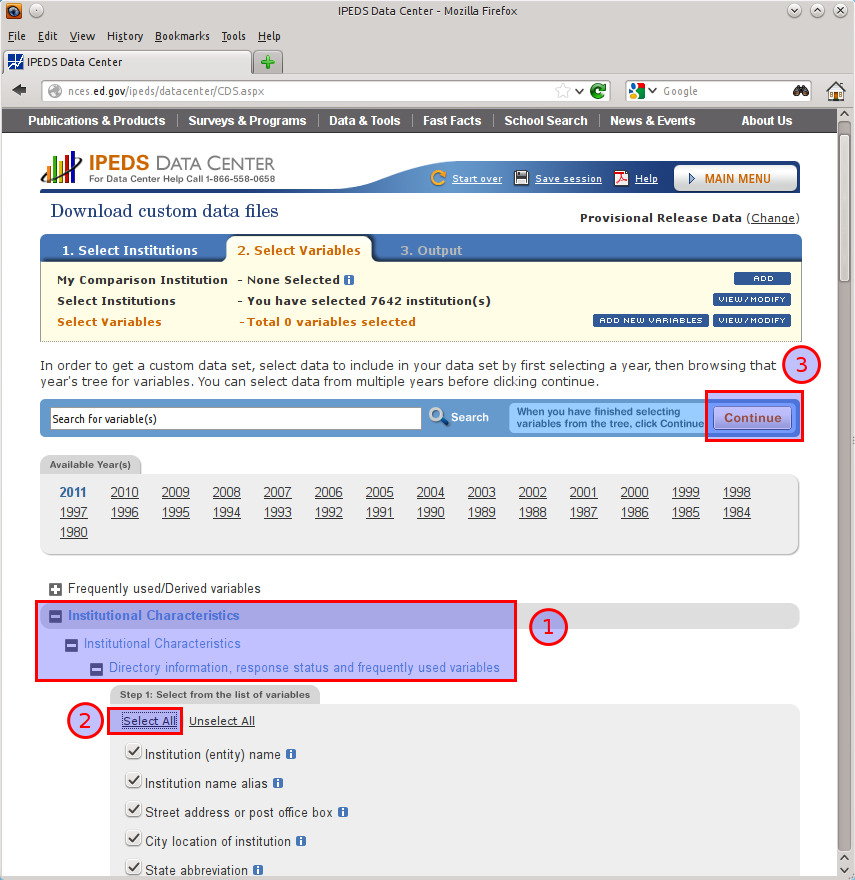 IPEDS Data Center - Mozilla Firefox
File Edit View History Bookmarks Tools Help
IPEDS Data Center
nces.ed.gov/ipeds/datacenter/CDS.aspx Google
Publications & Products Surveys & Programs Data & Tools Fast Facts School Search News & Events About Us
IPEDS DATA CENTER
For Data Center Help Call 1-866-558-0658
Start over Save session Help MAIN MENU
Download custom data files
Provisional Release Data (Change)
1. Select Institutions 2. Select Variables 3. Output
My Comparison Institution - None Selected i ADD
Select Institutions - You have selected 7642 institution(s) VIEW/MODIFY
Select Variables - Total 0 variables selected ADD NEW VARIABLES VIEW/MODIFY
In order to get a custom data set, select data to include in your data set by first selecting a year, then browsing that
year's tree for variables. You can select data from multiple years before clicking continue.
3
Search for variable(s) Search
When you have finished selecting
variables from the tree, click Continue
Continue
Available Year(s)
2011 2010 2009 2008 2007 2006 2005 2004 2003 2002 2001 2000 1999 1998
1997 1996 1995 1994 1993 1992 1991 1990 1989 1988 1987 1986 1985 1984
1980
Frequently used/Derived variables
Institutional Characteristics
1
Institutional Characteristics
Directory information, response status and frequently used variables
Step 1: Select from the list of variables
2 Select All Unselect All
Institution (entity) name i
Institution name alias i
Street address or post office box i
City location of institution i
State abbreviation i